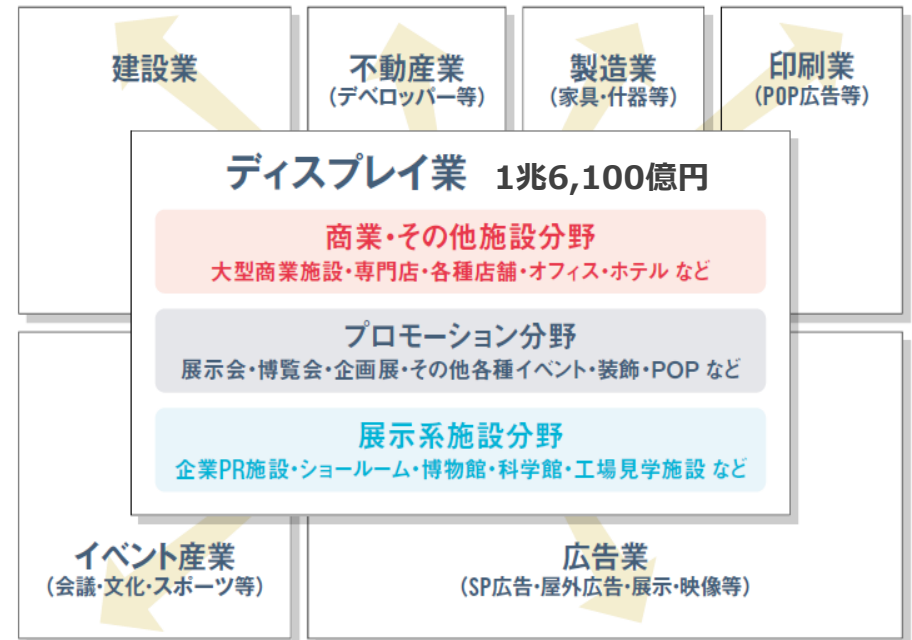 建設業
不動産業
(デベロッパー等)
製造業
(家具・什器等)
印刷業
(POP広告等)
ディスプレイ業 1兆6,100億円
商業・その他施設分野
大型商業施設・専門店・各種店舗・オフィス・ホテル など
プロモーション分野
展示会・博覧会・企画展・その他各種イベント・装飾・POP など
展示系施設分野
企業PR施設・ショールーム・博物館・科学館・工場見学施設 など
イベント産業
(会議・文化・スポーツ等)
広告業
(SP広告・屋外広告・展示・映像等)